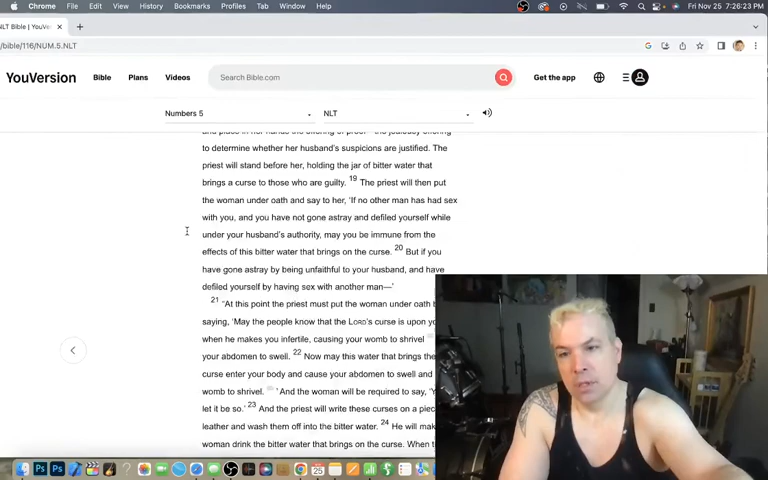 Chrome File Edit View History Bookmarks Profiles Tab Window Help Fri Nov 25 7:26:23 PM
NLT Bible | YouVer
/bible/116/NUM.5.NLT
YouVersion Bible Plans Videos Search Bible.com Get the app
Numbers 5 NLT
to determine whether her husband's suspicions are justified. The
priest will stand before her, holding the jar of bitter water that
brings a curse to those who are guilty. 19 The priest will then put
the woman under oath and say to her, 'If no other man has had sex
with you, and you have not gone astray and defiled yourself while
under your husband's authority, may you be immune from the
effects of this bitter water that brings on the curse. 20 But if you
have gone astray by being unfaithful to your husband, and have
defiled yourself by having sex with another man—'
21 "At this point the priest must put the woman under oath
saying, 'May the people know that the LORD's curse is upon
when he makes you infertile, causing your womb to shrivel
your abdomen to swell. 22 Now may this water that brings the
curse enter your body and cause your abdomen to swell and
womb to shrivel. ' And the woman will be required to say,
let it be so.' 23 And the priest will write these curses on a
leather and wash them off into the bitter water. 24 He will
woman drink the bitter water that brings on the curse. When